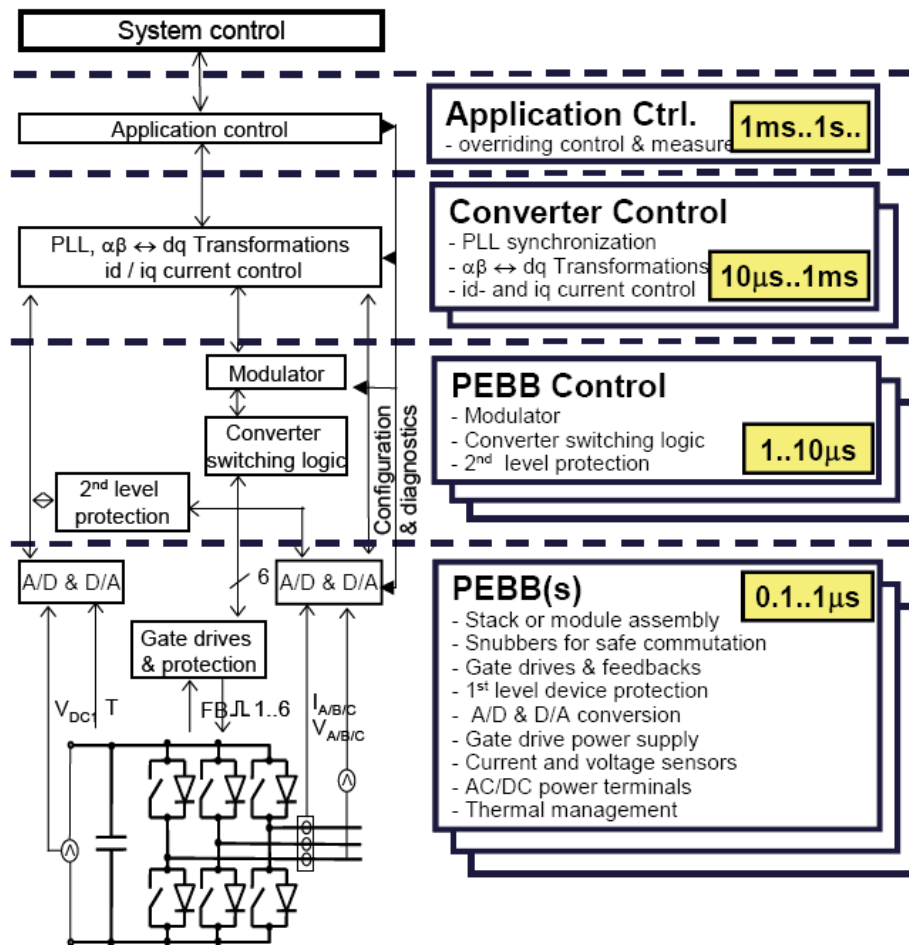 System control
Application control
PLL, αβ ↔ dq Transformations
id / iq current control
Modulator
Converter
switching logic
2nd level
protection
Configuration
& diagnostics
A/D & D/A
6
A/D & D/A
Gate drives
& protection
VDC1 T
FB 1..6
IA/B/C
VA/B/C
Application Ctrl.
- overriding control & measure
1ms..1s..
Converter Control
- PLL synchronization
- αβ ↔ dq Transformations
- id- and iq current control
10μs..1ms
PEBB Control
- Modulator
- Converter switching logic
- 2nd level protection
1..10μs
PEBB(s)
0.1..1μs
- Stack or module assembly
- Snubbers for safe commutation
- Gate drives & feedbacks
- 1st level device protection
- A/D & D/A conversion
- Gate drive power supply
- Current and voltage sensors
- AC/DC power terminals
- Thermal management